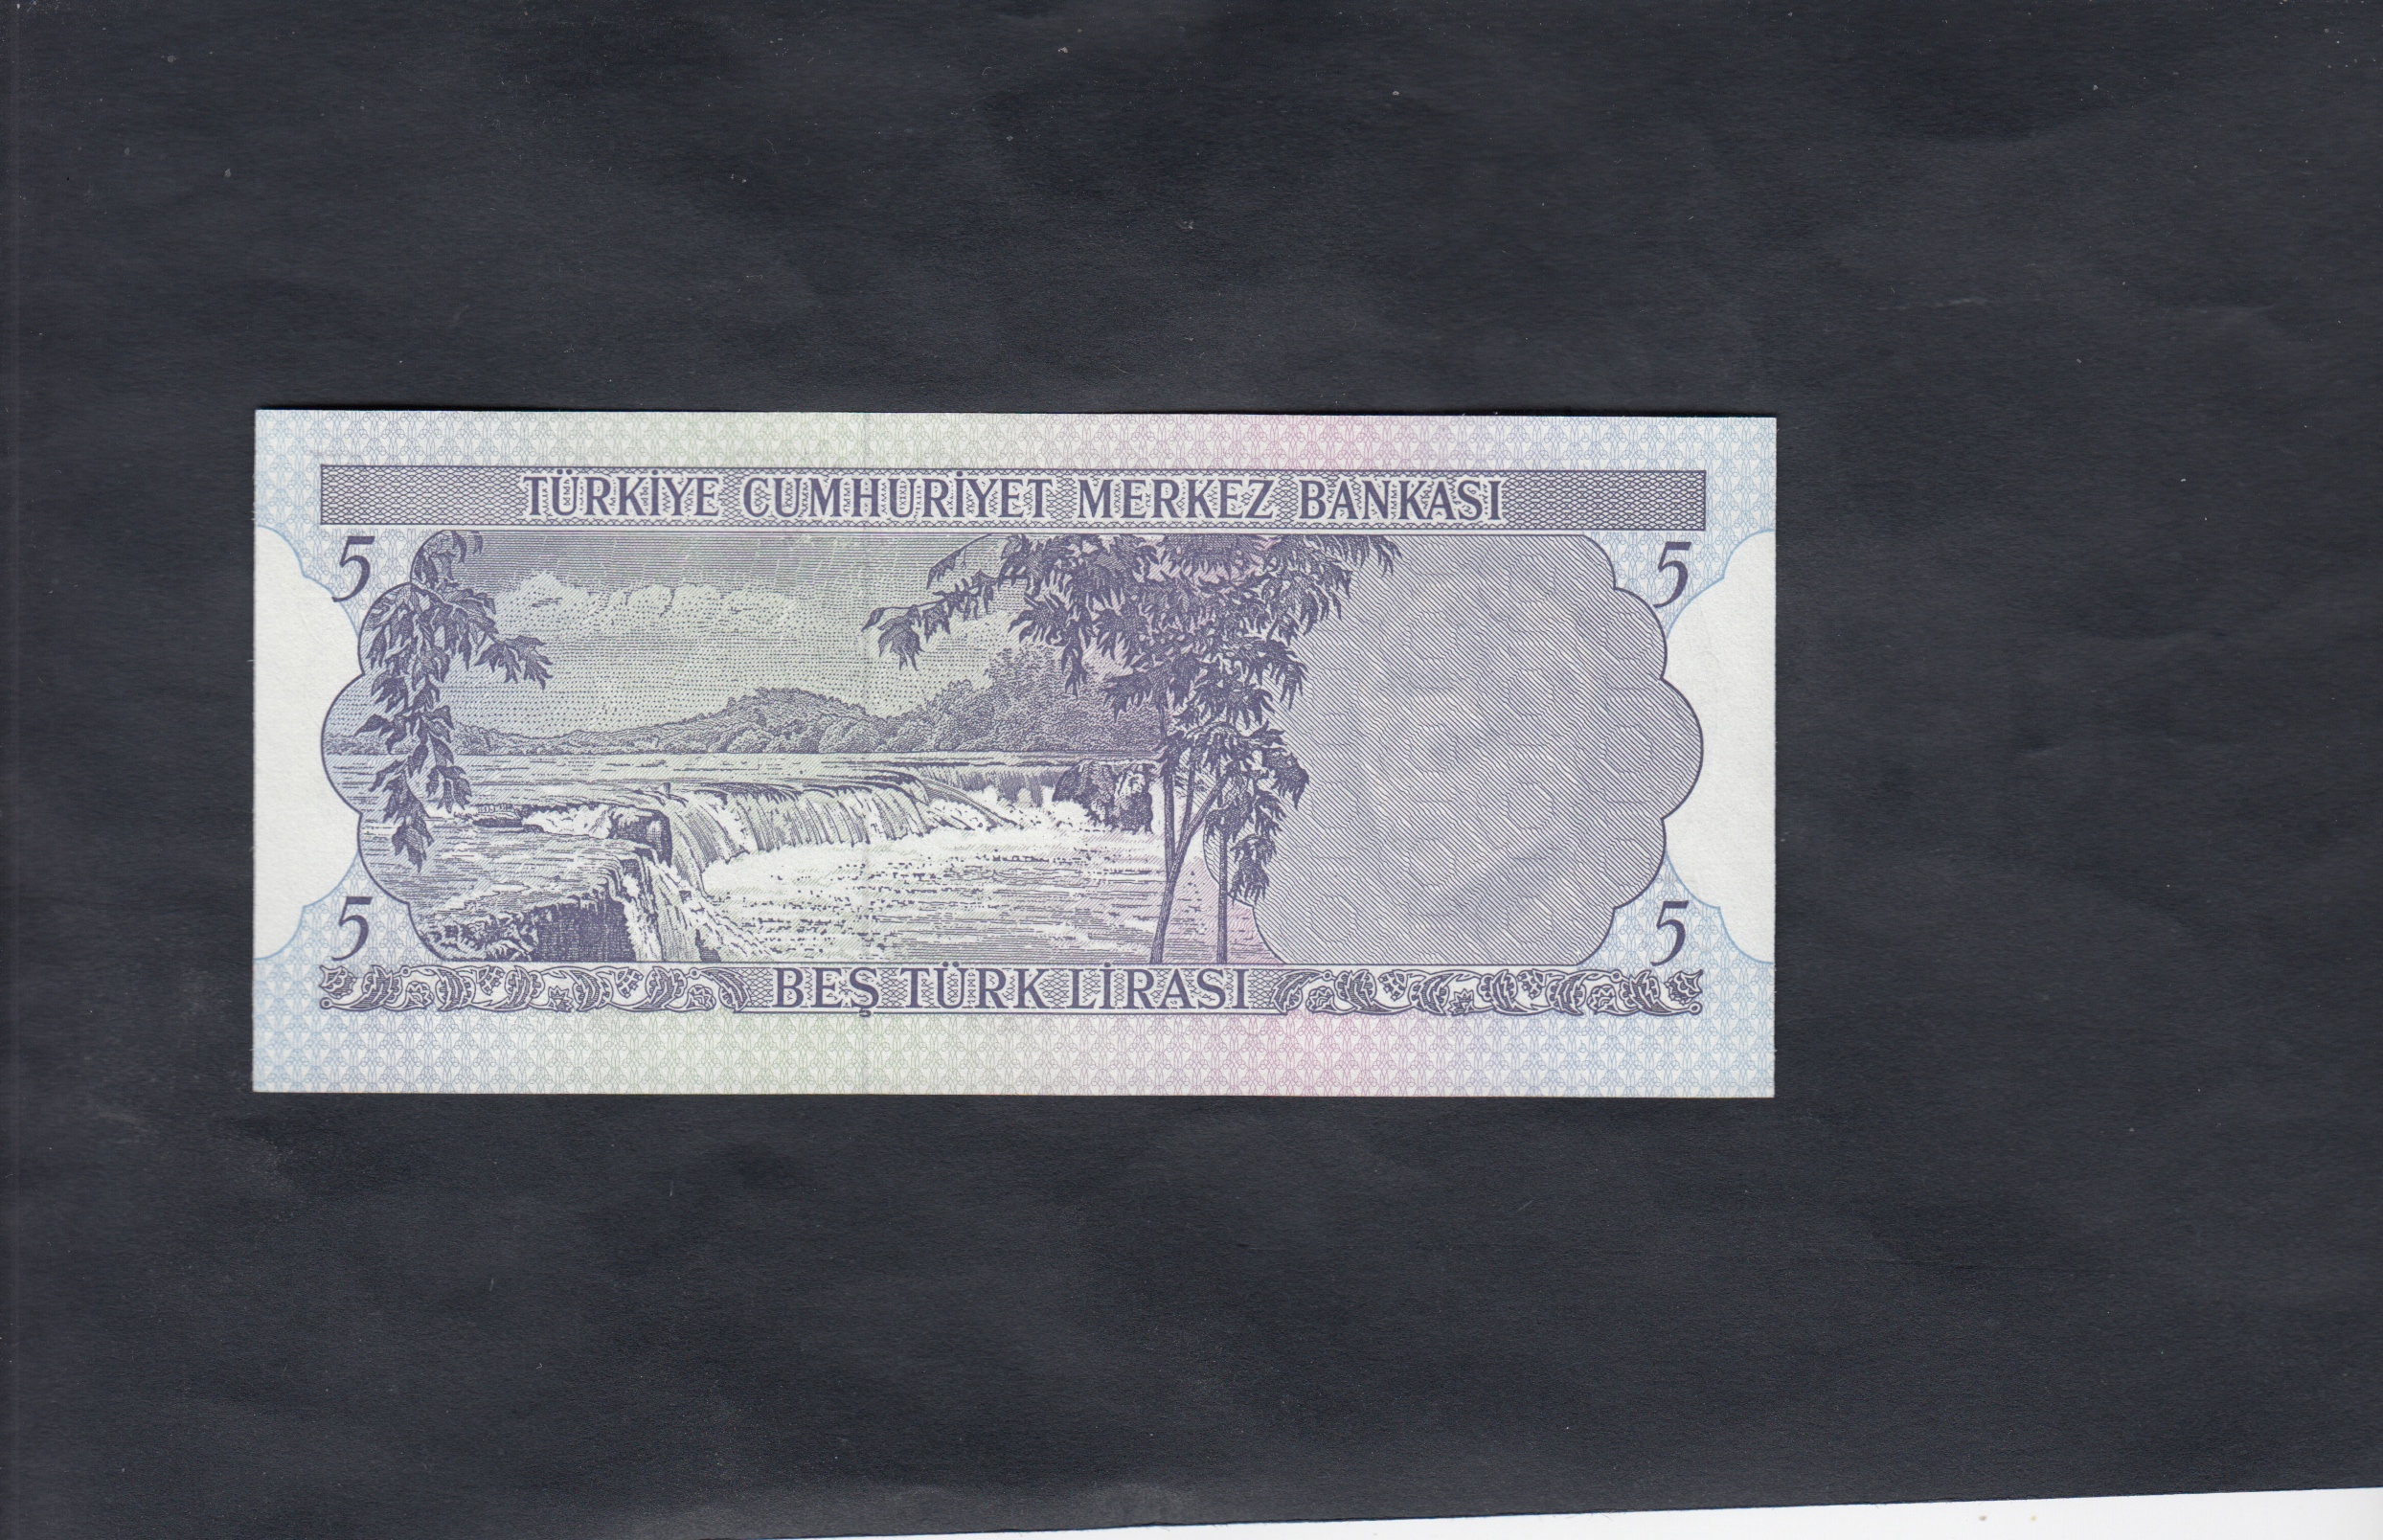 TÜRKİYE CUMHURİYET MERKEZ BANKASI
5 5
5 5
BEŞ TÜRK LİRASI